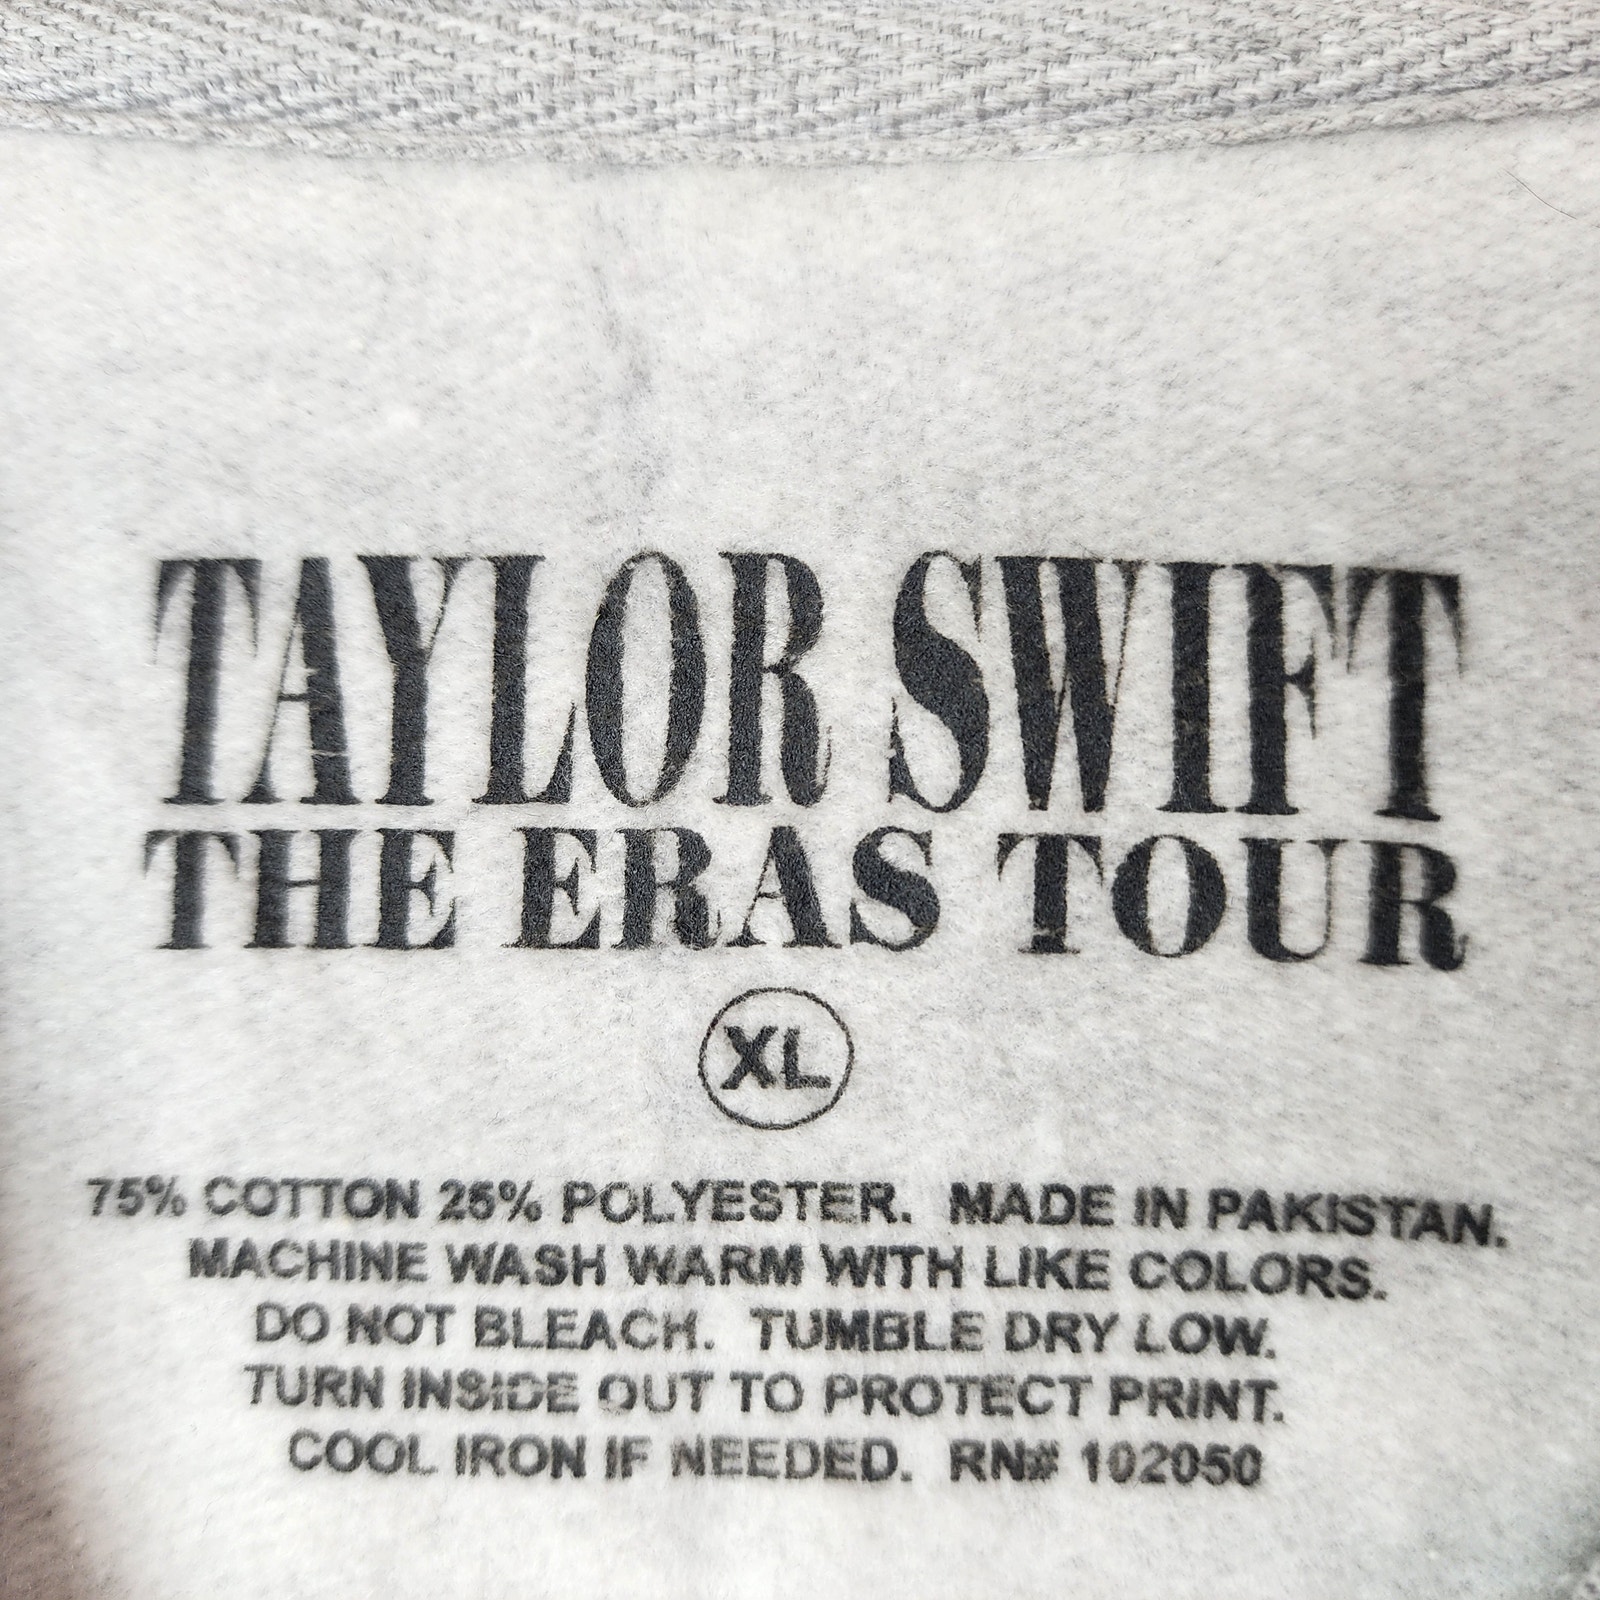 TAYLOR SWIFT
THE ERAS TOUR
XL
75% COTTON 25% POLYESTER. MADE IN PAKISTAN.
MACHINE WASH WARM WITH LIKE COLORS.
DO NOT BLEACH. TUMBLE DRY LOW.
TURN INSIDE OUT TO PROTECT PRINT.
COOL IRON IF NEEDED. RN# 102050